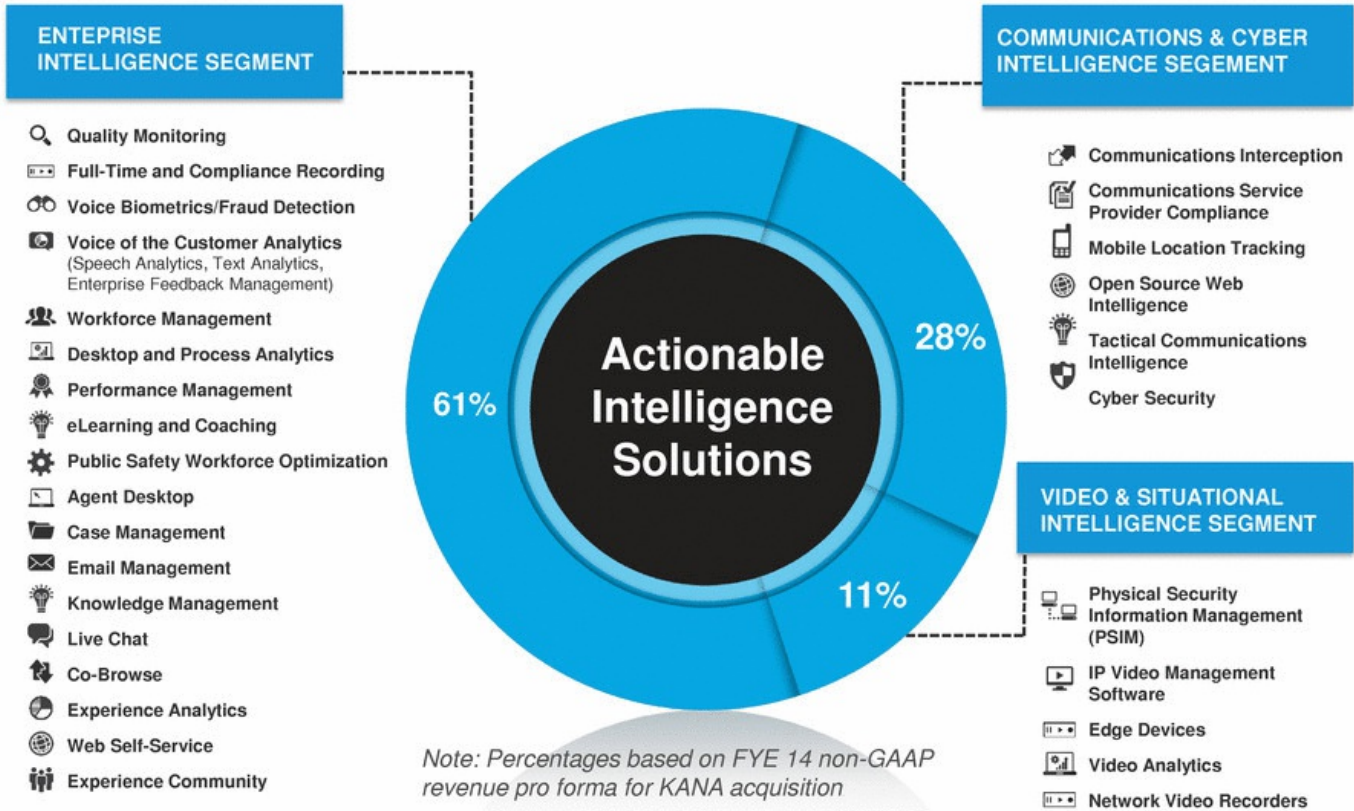 ENTEPRISE
INTELLIGENCE SEGMENT
Quality Monitoring
Full-Time and Compliance Recording
Voice Biometrics/Fraud Detection
Voice of the Customer Analytics
(Speech Analytics, Text Analytics,
Enterprise Feedback Management)
Workforce Management
Desktop and Process Analytics
Performance Management
eLearning and Coaching
Public Safety Workforce Optimization
Agent Desktop
Case Management
Email Management
Knowledge Management
Live Chat
Co-Browse
Experience Analytics
Web Self-Service
Experience Community
61%
Actionable
Intelligence
Solutions
28%
11%
Note: Percentages based on FYE 14 non-GAAP
revenue pro forma for KANA acquisition
COMMUNICATIONS & CYBER
INTELLIGENCE SEGEMENT
Communications Interception
Communications Service
Provider Compliance
Mobile Location Tracking
Open Source Web
Intelligence
Tactical Communications
Intelligence
Cyber Security
VIDEO & SITUATIONAL
INTELLIGENCE SEGMENT
Physical Security
Information Management
(PSIM)
IP Video Management
Software
Edge Devices
Video Analytics
Network Video Recorders